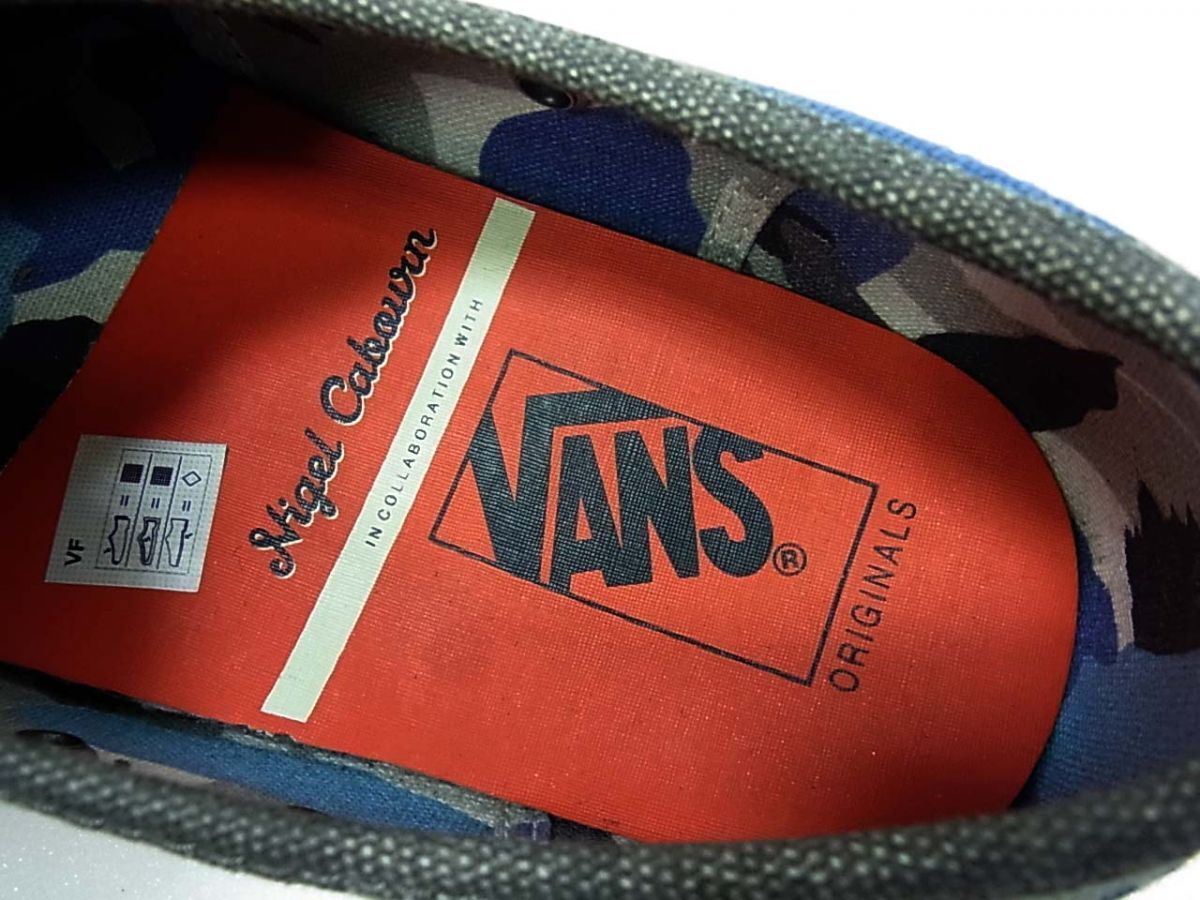 Nigel Cabourn
IN COLLABORATION WITH
VANS®
ORIGINALS
VF